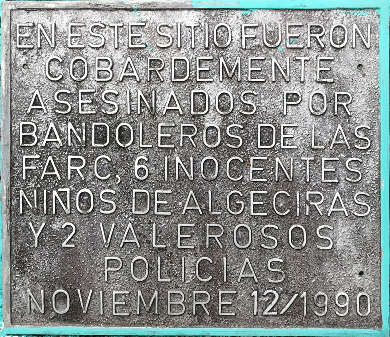 EN ESTE SITIO FUERON
COBARDEMENTE
ASESINADOS POR
BANDOLEROS DE LAS
FARC, 6 INOCENTES
NIÑOS DE ALGECIRAS
Y 2 VALEROSOS
POLICIAS
NOVIEMBRE 12/1990